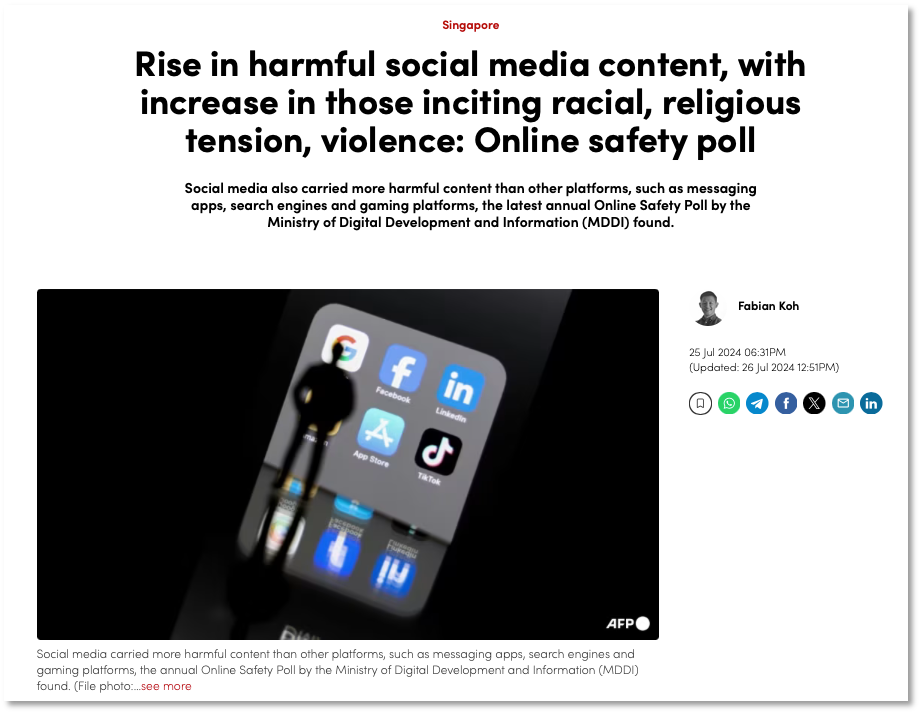 Singapore
Rise in harmful social media content, with
increase in those inciting racial, religious
tension, violence: Online safety poll
Social media also carried more harmful content than other platforms, such as messaging
apps, search engines and gaming platforms, the latest annual Online Safety Poll by the
Ministry of Digital Development and Information (MDDI) found.
Fabian Koh
25 Jul 2024 06:31PM
(Updated: 26 Jul 2024 12:51PM)
Facebook
LinkedIn
App Store
TikTok
AFP
Social media carried more harmful content than other platforms, such as messaging apps, search engines and
gaming platforms, the annual Online Safety Poll by the Ministry of Digital Development and Information (MDDI)
found. (File photo:...see more